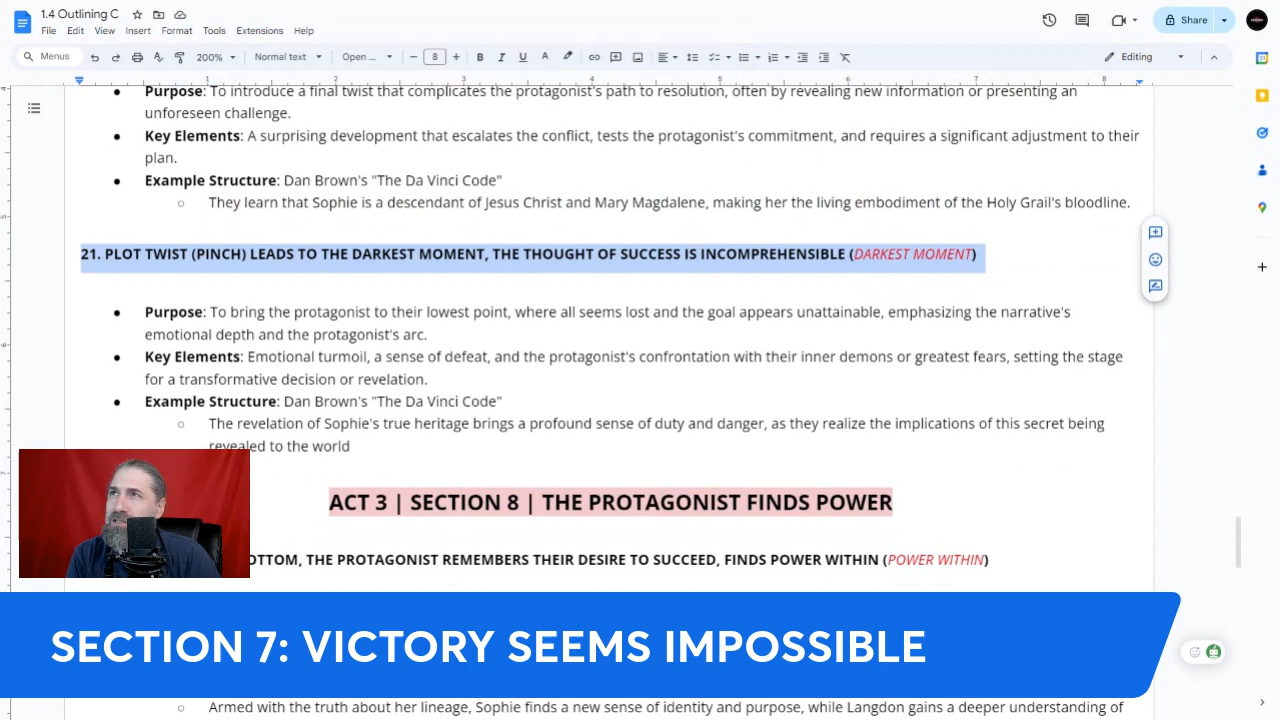 1.4 Outlining C
File Edit View Insert Format Tools Extensions Help
Share
Menus 200% Normal text Open ... 8 B I U A Editing
1 2 3 4 5 6 7 8
Purpose: To introduce a final twist that complicates the protagonist's path to resolution, often by revealing new information or presenting an
unforeseen challenge.
Key Elements: A surprising development that escalates the conflict, tests the protagonist's commitment, and requires a significant adjustment to their
plan.
Example Structure: Dan Brown's "The Da Vinci Code"
They learn that Sophie is a descendant of Jesus Christ and Mary Magdalene, making her the living embodiment of the Holy Grail's bloodline.
21. PLOT TWIST (PINCH) LEADS TO THE DARKEST MOMENT, THE THOUGHT OF SUCCESS IS INCOMPREHENSIBLE (DARKEST MOMENT)
Purpose: To bring the protagonist to their lowest point, where all seems lost and the goal appears unattainable, emphasizing the narrative's
emotional depth and the protagonist's arc.
Key Elements: Emotional turmoil, a sense of defeat, and the protagonist's confrontation with their inner demons or greatest fears, setting the stage
for a transformative decision or revelation.
Example Structure: Dan Brown's "The Da Vinci Code"
The revelation of Sophie's true heritage brings a profound sense of duty and danger, as they realize the implications of this secret being
revealed to the world
ACT 3 | SECTION 8 | THE PROTAGONIST FINDS POWER
OTTOM, THE PROTAGONIST REMEMBERS THEIR DESIRE TO SUCCEED, FINDS POWER WITHIN (POWER WITHIN)
SECTION 7: VICTORY SEEMS IMPOSSIBLE
Armed with the truth about her lineage, Sophie finds a new sense of identity and purpose, while Langdon gains a deeper understanding of